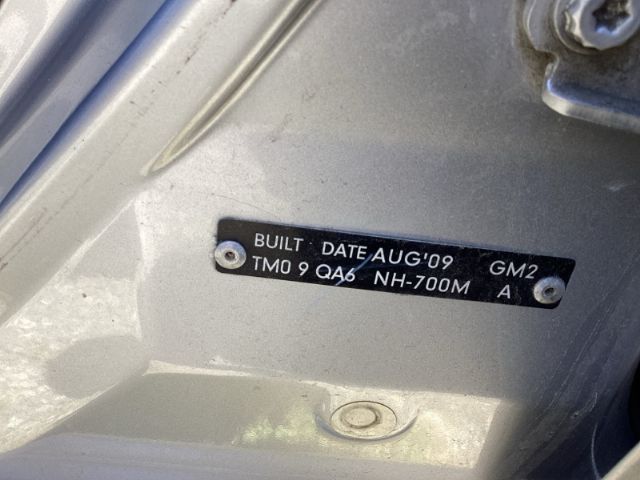 BUILT DATE AUG'09 GM2
TM0 9 QA6 NH-700M A